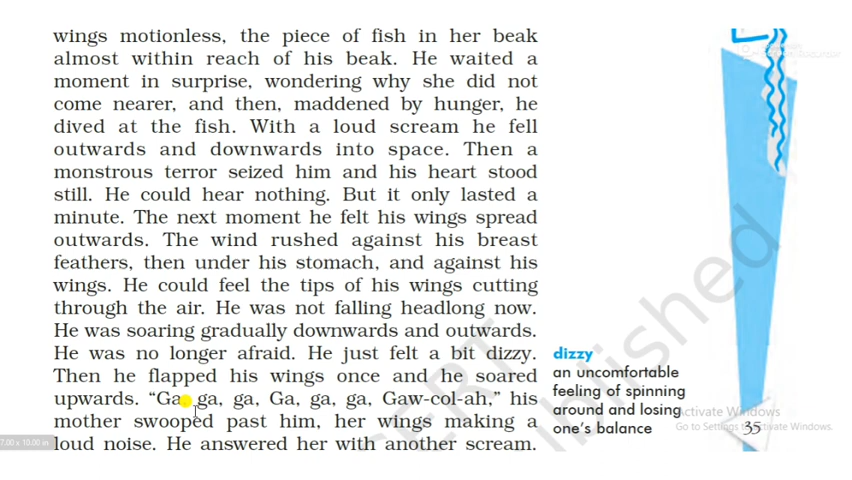 wings motionless, the piece of fish in her beak
almost within reach of his beak. He waited a
moment in surprise, wondering why she did not
come nearer, and then, maddened by hunger, he
dived at the fish. With a loud scream he fell
outwards and downwards into space. Then a
monstrous terror seized him and his heart stood
still. He could hear nothing. But it only lasted a
minute. The next moment he felt his wings spread
outwards. The wind rushed against his breast
feathers, then under his stomach, and against his
wings. He could feel the tips of his wings cutting
through the air. He was not falling headlong now.
He was soaring gradually downwards and outwards.
He was no longer afraid. He just felt a bit dizzy.
Then he flapped his wings once and he soared
upwards. “Ga, ga, ga, Ga, ga, ga, Gaw-col-ah,” his
mother swooped past him, her wings making a
loud noise. He answered her with another scream.
dizzy
an uncomfortable
feeling of spinning
around and losing
one’s balance
Activate Windows
Go to Settings to activate Windows.
35
7.00 x 10.00 in